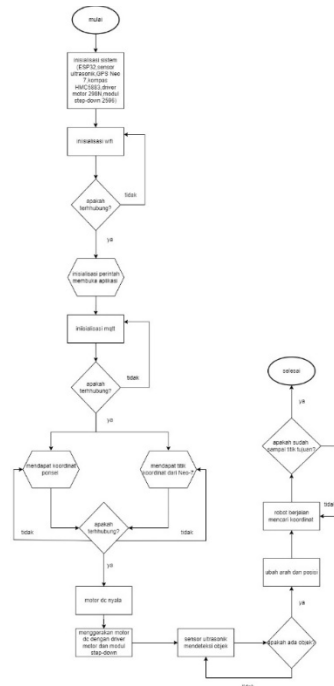 mulai
inisialisasi sistem
(ESP32,sensor
ultrasonik,GPS Neo
7,kompas
HMC5883,driver
motor 298N,modul
step-down 2596)
inisialisasi wifi
tidak
apakah
terhhubung?
ya
inisialisasi perintah
membuka aplikasi
inisialisasi mqtt
tidak
apakah
terhhubung?
ya
mendapat koordinat
ponsel
mendapat titik
koordinat dari Neo-7
tidak
apakah
terhhubung?
tidak
ya
motor dc nyala
menggerakan motor
dc dengan driver
motor dan modul
step-down
sensor ultrasonik
mendeteksi objek
apakah ada objek?
ya
ubah arah dan posisi
robot berjalan
mencari koordinat
tidak
apakah sudah
sampai titik tujuan?
ya
selesai